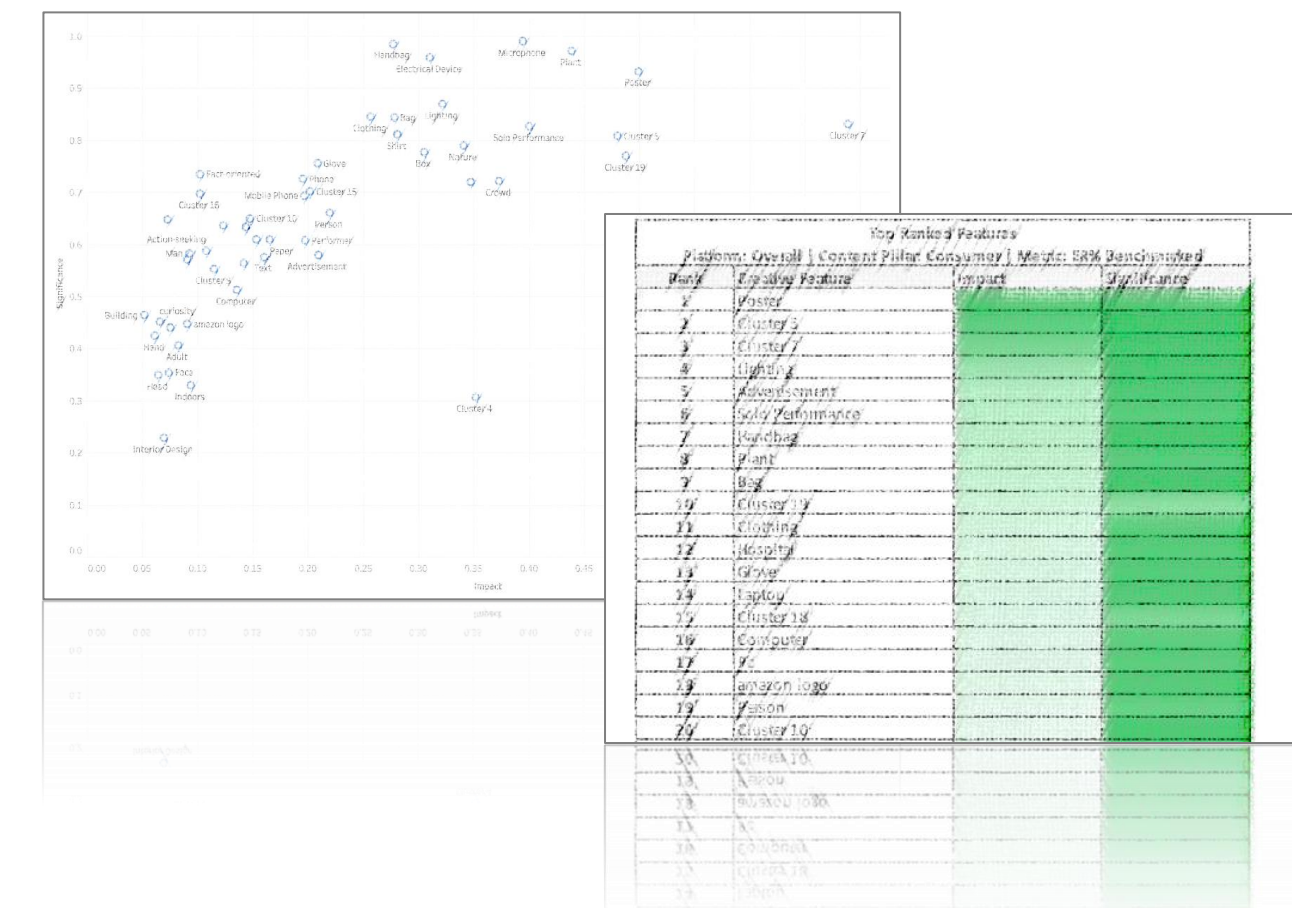 1.0
Handbag
Microphone
Plant
Electrical Device
Poster
0.9
Clothing
Bag
Lighting
Solo Performance
Cluster 5
Cluster 7
0.8
Shirt
Box
Nature
Cluster 19
Glove
Fact-oriented
Phone
Crowd
0.7
Mobile Phone
Cluster 15
Cluster 16
Cluster 10
Person
Action-seeking
Paper
Performer
0.6
Man
Text
Advertisement
Cluster 9
Computer
0.5
Significance
Building
curiosity
amazon logo
0.4
Adult
Head
Face
Indoors
0.3
Cluster 4
Interior Design
0.2
0.1
0.0
0.00 0.05 0.10 0.15 0.20 0.25 0.30 0.35 0.40 0.45
Impact
Top Ranked Features
Platform: Overall | Content Pillar: Consumer | Metric: ER% Benchmarked
Rank Creative Feature Impact Significance
1 Poster
2 Cluster 5
3 Cluster 7
4 Lighting
5 Advertisement
6 Solo Performance
7 Handbag
8 Plant
9 Bag
10 Cluster 19
11 Clothing
12 Hospital
13 Glove
14 Laptop
15 Cluster 18
16 Computer
17
18 amazon logo
19 Person
20 Cluster 10